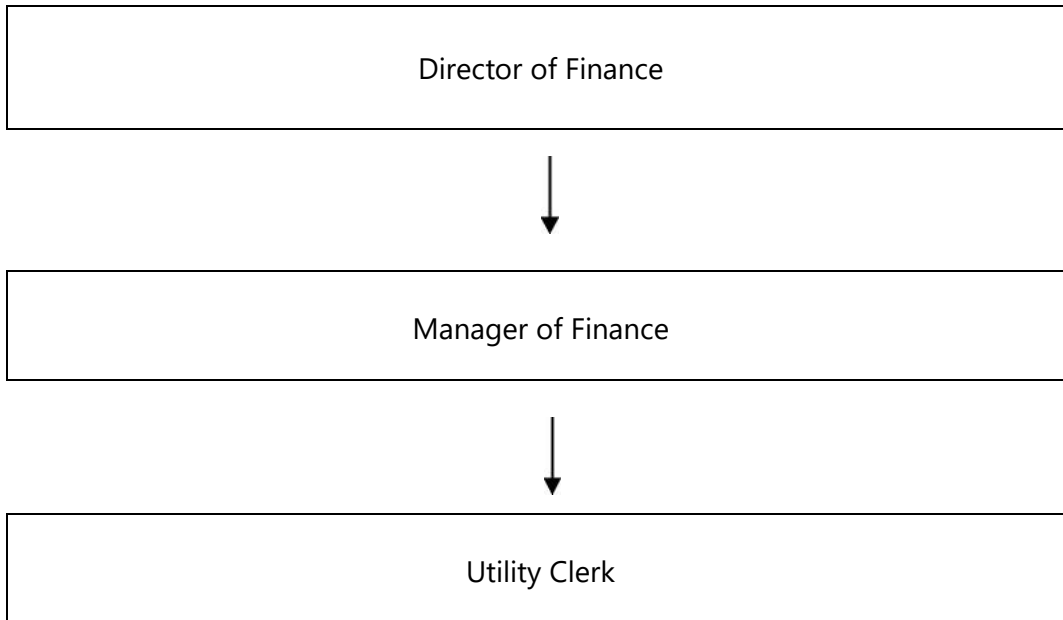 Director of Finance
Manager of Finance
Utility Clerk